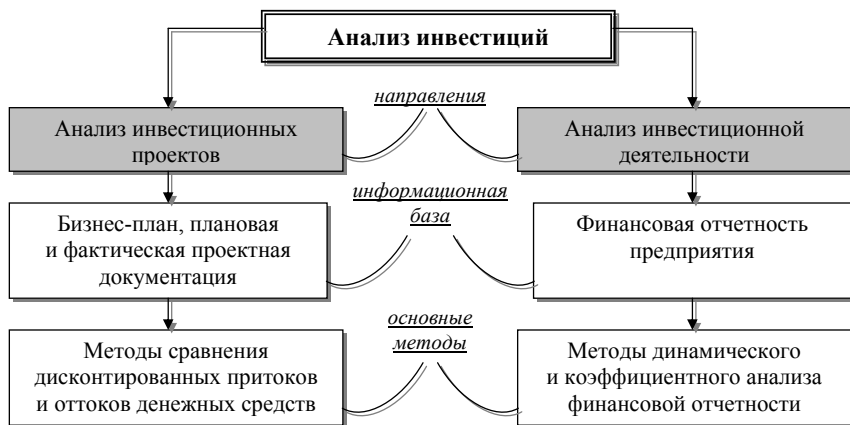 Анализ инвестиций
направления
Анализ инвестиционных
проектов
Анализ инвестиционной
деятельности
информационная
база
Бизнес-план, плановая
и фактическая проектная
документация
Финансовая отчетность
предприятия
основные
методы
Методы сравнения
дисконтированных притоков
и оттоков денежных средств
Методы динамического
и коэффициентного анализа
финансовой отчетности